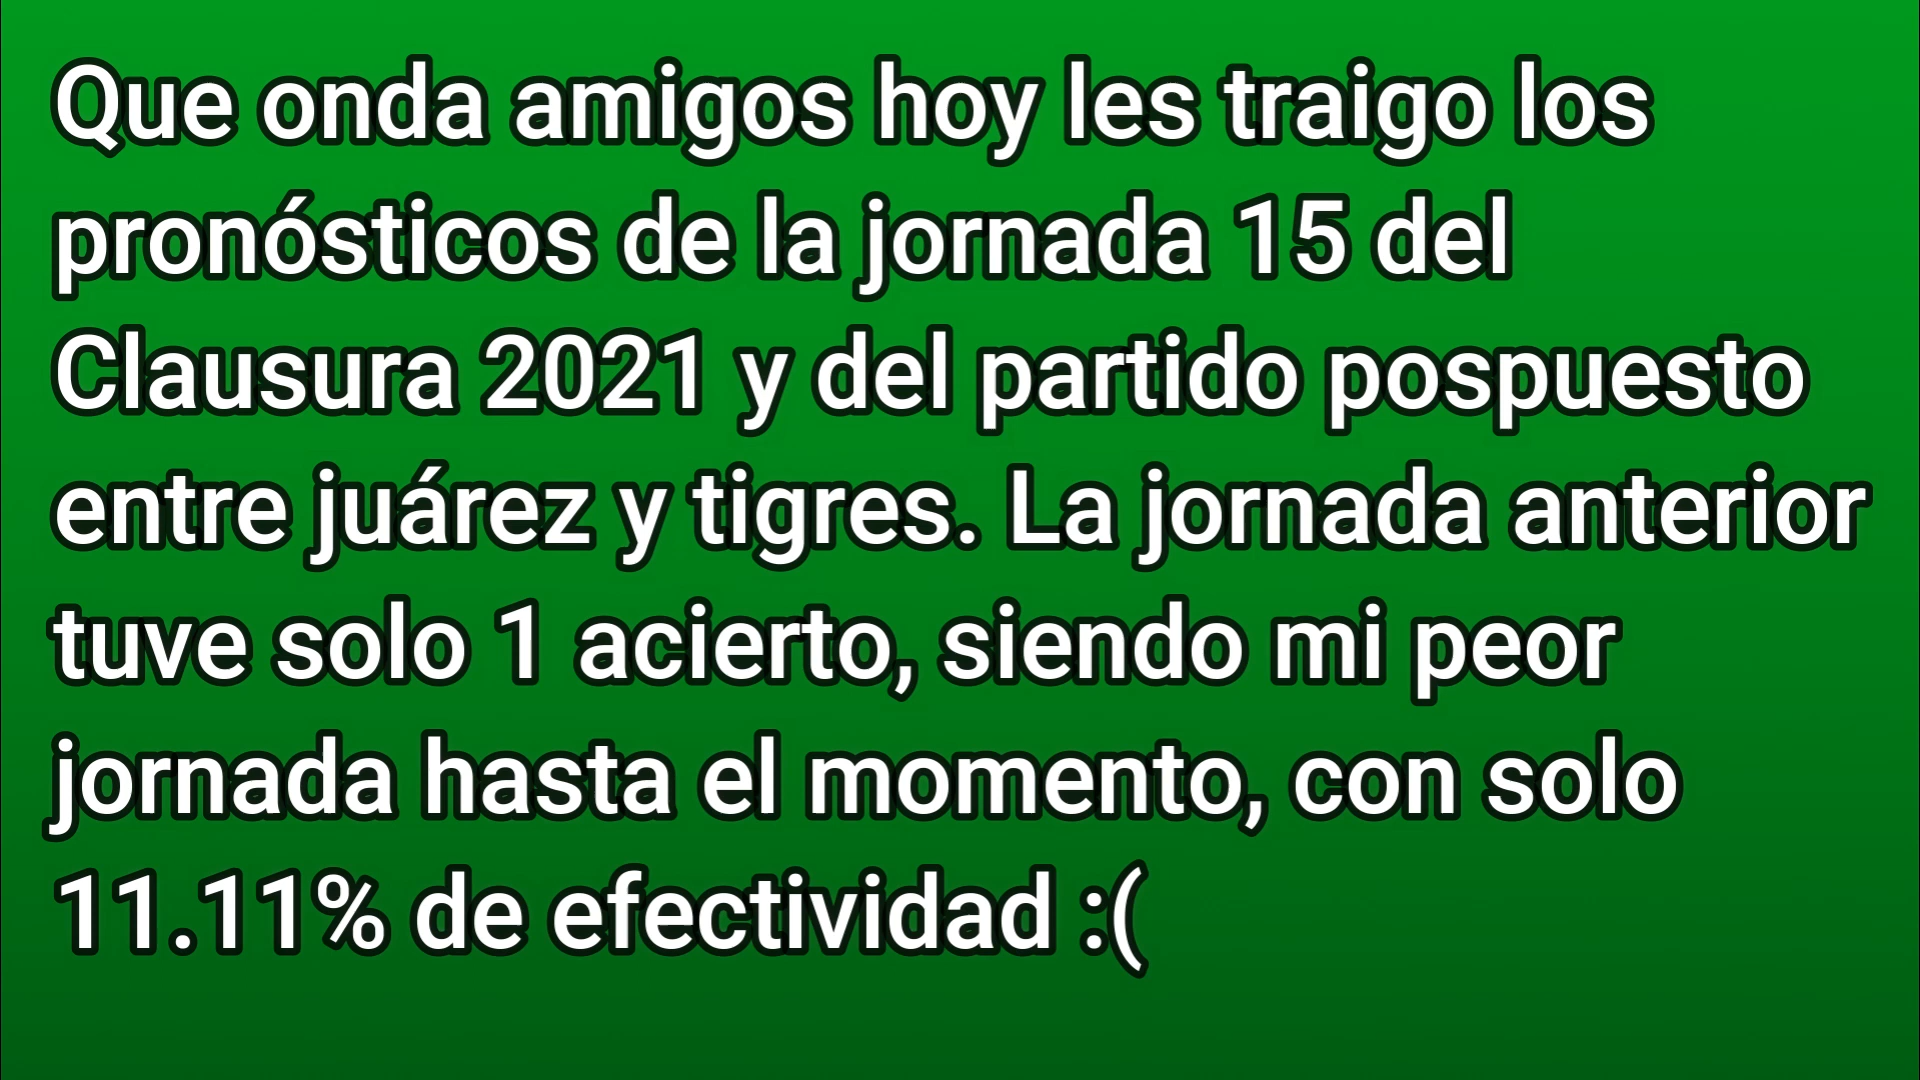 Que onda amigos hoy les traigo los
pronósticos de la jornada 15 del
Clausura 2021 y del partido pospuesto
entre juárez y tigres. La jornada anterior
tuve solo 1 acierto, siendo mi peor
jornada hasta el momento, con solo
11.11% de efectividad :(